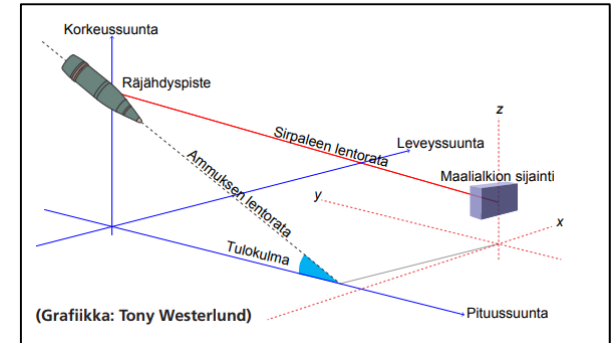 Korkeussuunta
Räjähdyspiste
z
Sirpaleen lentorata
Leveyssuunta
Maalialkion sijainti
Ammuksen lentorata
y
x
Tulokulma
(Grafiikka: Tony Westerlund)
Pituussuunta